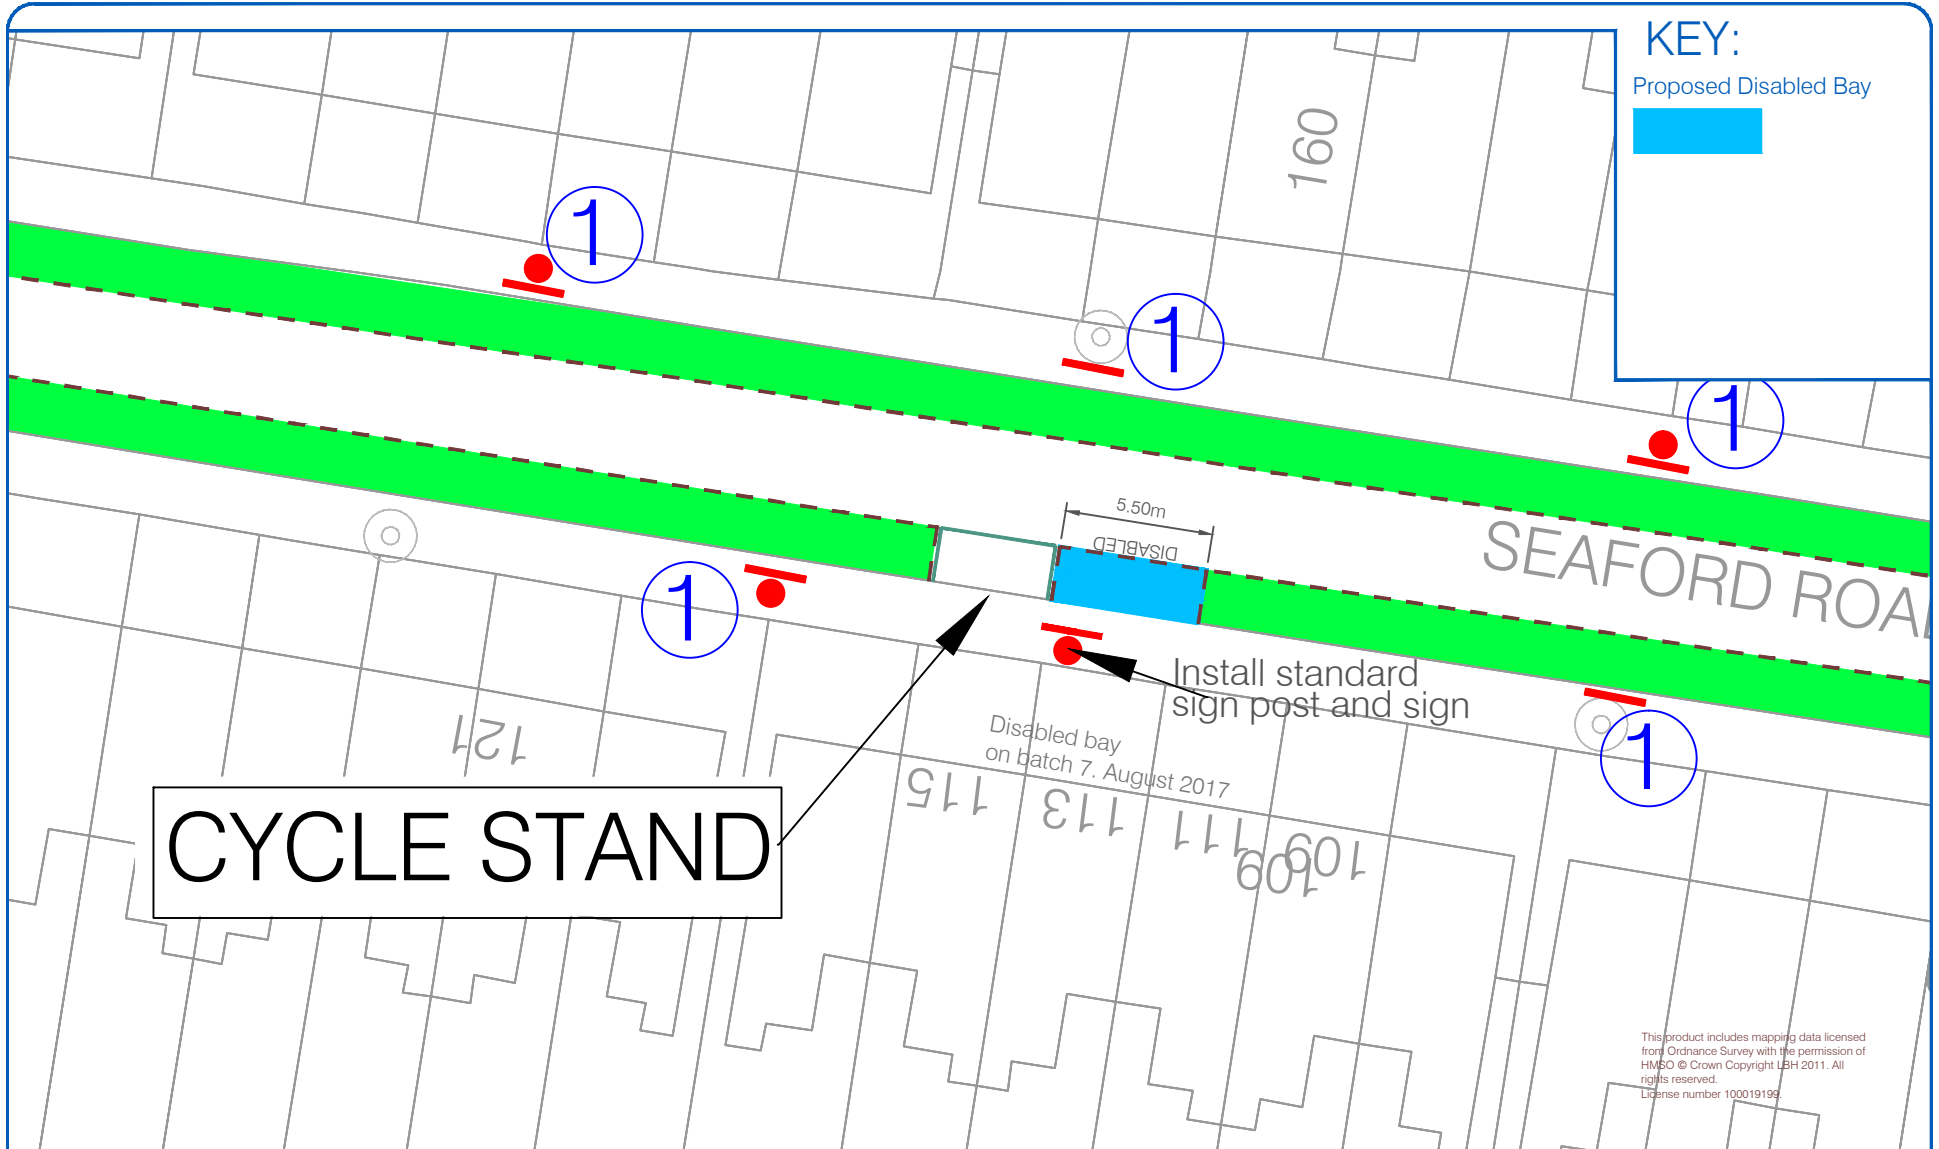 KEY:
Proposed Disabled Bay
160
1
1
1
5.50m
DISABLED
SEAFORD ROAD
1
Install standard
sign post and sign
1
121
Disabled bay
on batch 7. August 2017
115
113
111
109
109
CYCLE STAND
This product includes mapping data licensed
from Ordnance Survey with the permission of
HMSO © Crown Copyright LBH 2011. All
rights reserved.
License number 100019199.